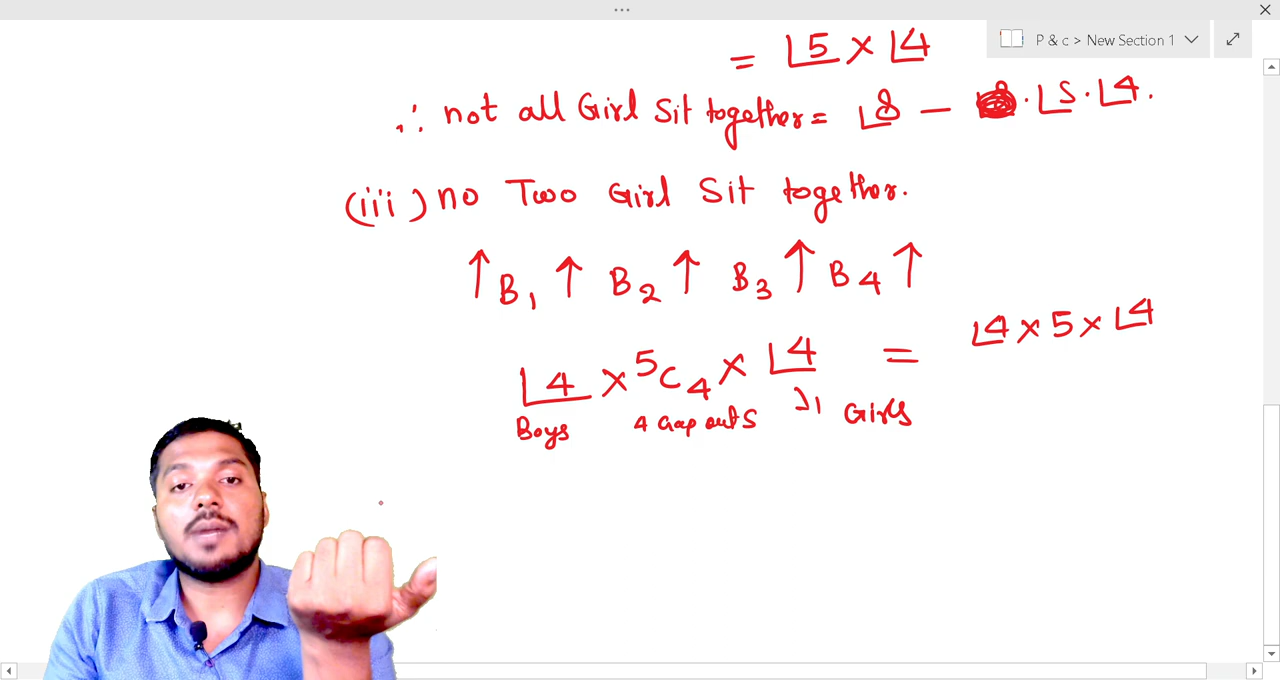 P & c > New Section 1
= ⌊5 × ⌊4
∴ not all Girl Sit together = ⌊8 − · ⌊5 · ⌊4.
(iii) no Two Girl Sit together.
↑ B₁ ↑ B₂ ↑ B₃ ↑ B₄ ↑
⌊4 × ⁵C₄ × ⌊4 = ⌊4 × 5 × ⌊4
Boys 4 Gap outs Girls